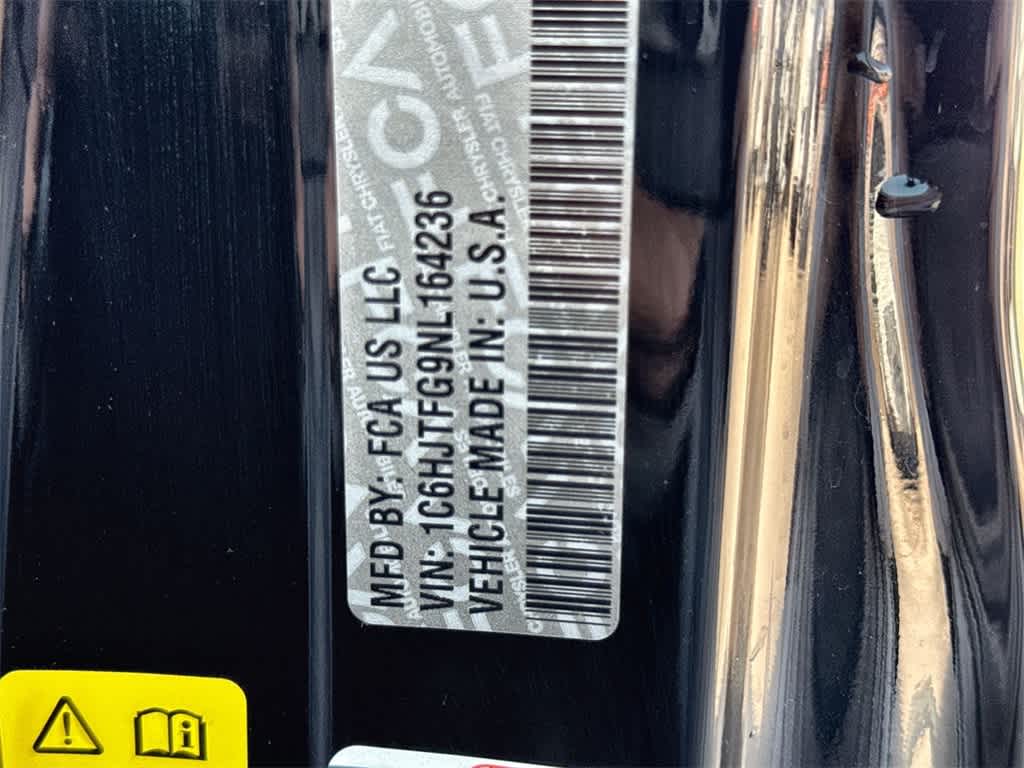 MFD BY: FCA US LLC
VIN: 1C6HJTFG9NL164236
VEHICLE MADE IN: U.S.A.